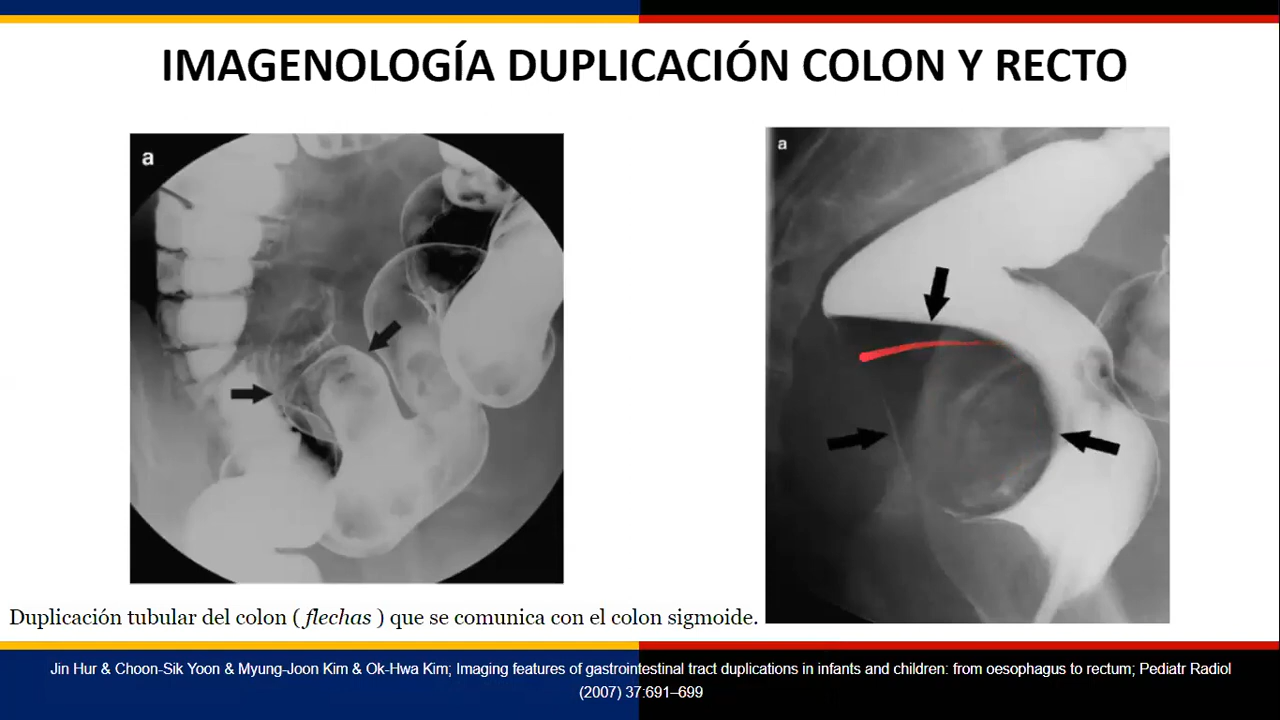 IMAGENOLOGÍA DUPLICACIÓN COLON Y RECTO
a
a
Duplicación tubular del colon ( flechas ) que se comunica con el colon sigmoide.
Jin Hur & Choon-Sik Yoon & Myung-Joon Kim & Ok-Hwa Kim; Imaging features of gastrointestinal tract duplications in infants and children: from oesophagus to rectum; Pediatr Radiol
(2007) 37:691–699